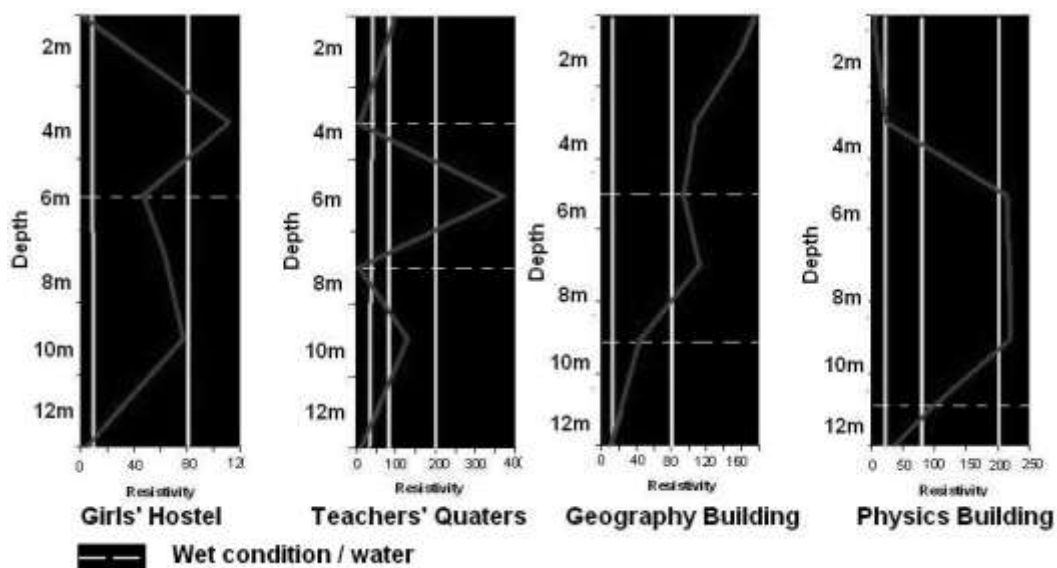 2m
4m
6m
8m
10m
12m
Depth
0 40 80 120
Resistivity
Girls' Hostel
2m
4m
6m
8m
10m
12m
Depth
0 100 200 400
Resistivity
Teachers' Quaters
2m
4m
6m
8m
10m
12m
Depth
0 40 80 120 160
Resistivity
Geography Building
2m
4m
6m
8m
10m
12m
Depth
0 50 100 150 200 250
Resistivity
Physics Building
Wet condition / water